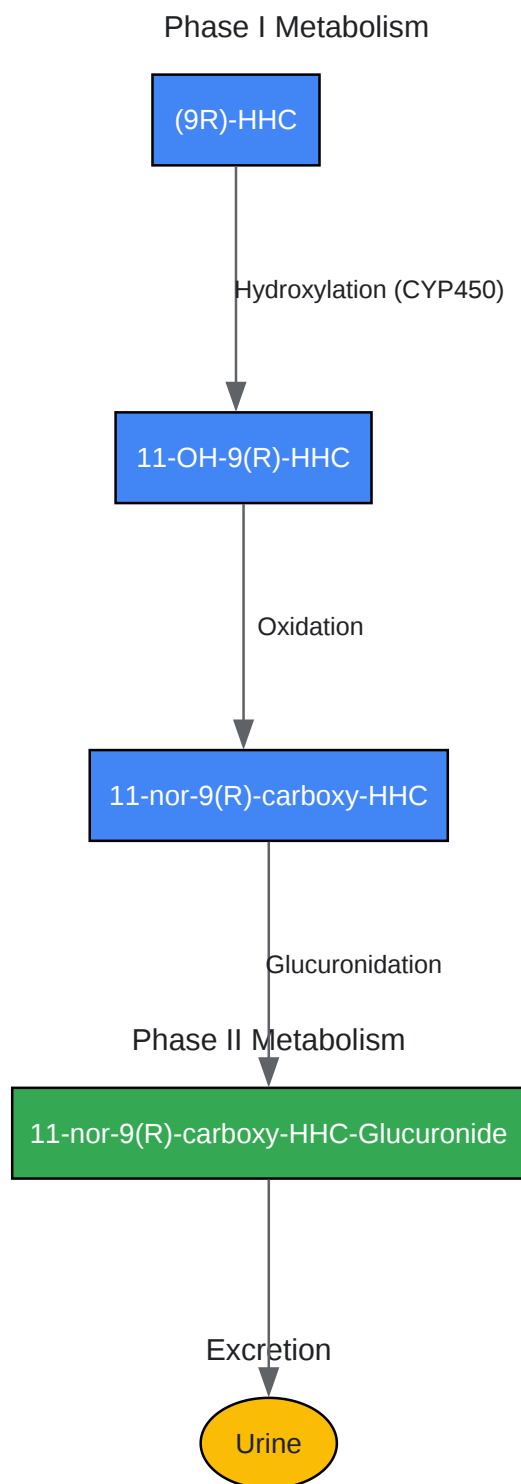 Phase I Metabolism
(9R)-HHC
Hydroxylation (CYP450)
11-OH-9(R)-HHC
Oxidation
11-nor-9(R)-carboxy-HHC
Glucuronidation
Phase II Metabolism
11-nor-9(R)-carboxy-HHC-Glucuronide
Excretion
Urine